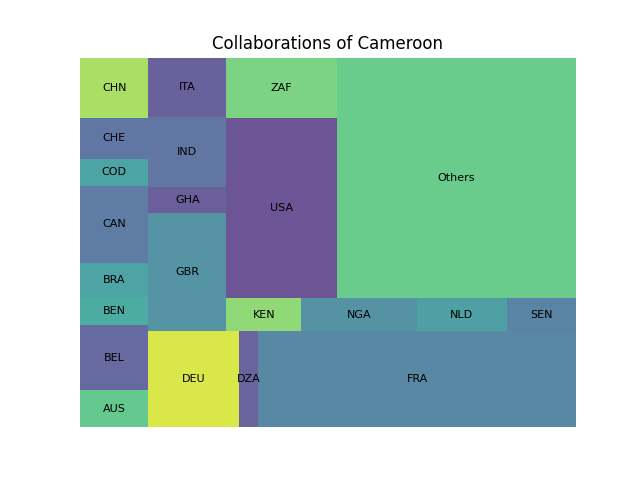 Collaborations of Cameroon
CHN
ITA
ZAF
CHE
IND
COD
Others
GHA
USA
CAN
GBR
BRA
BEN
KEN
NGA
NLD
SEN
BEL
DEU
DZA
FRA
AUS